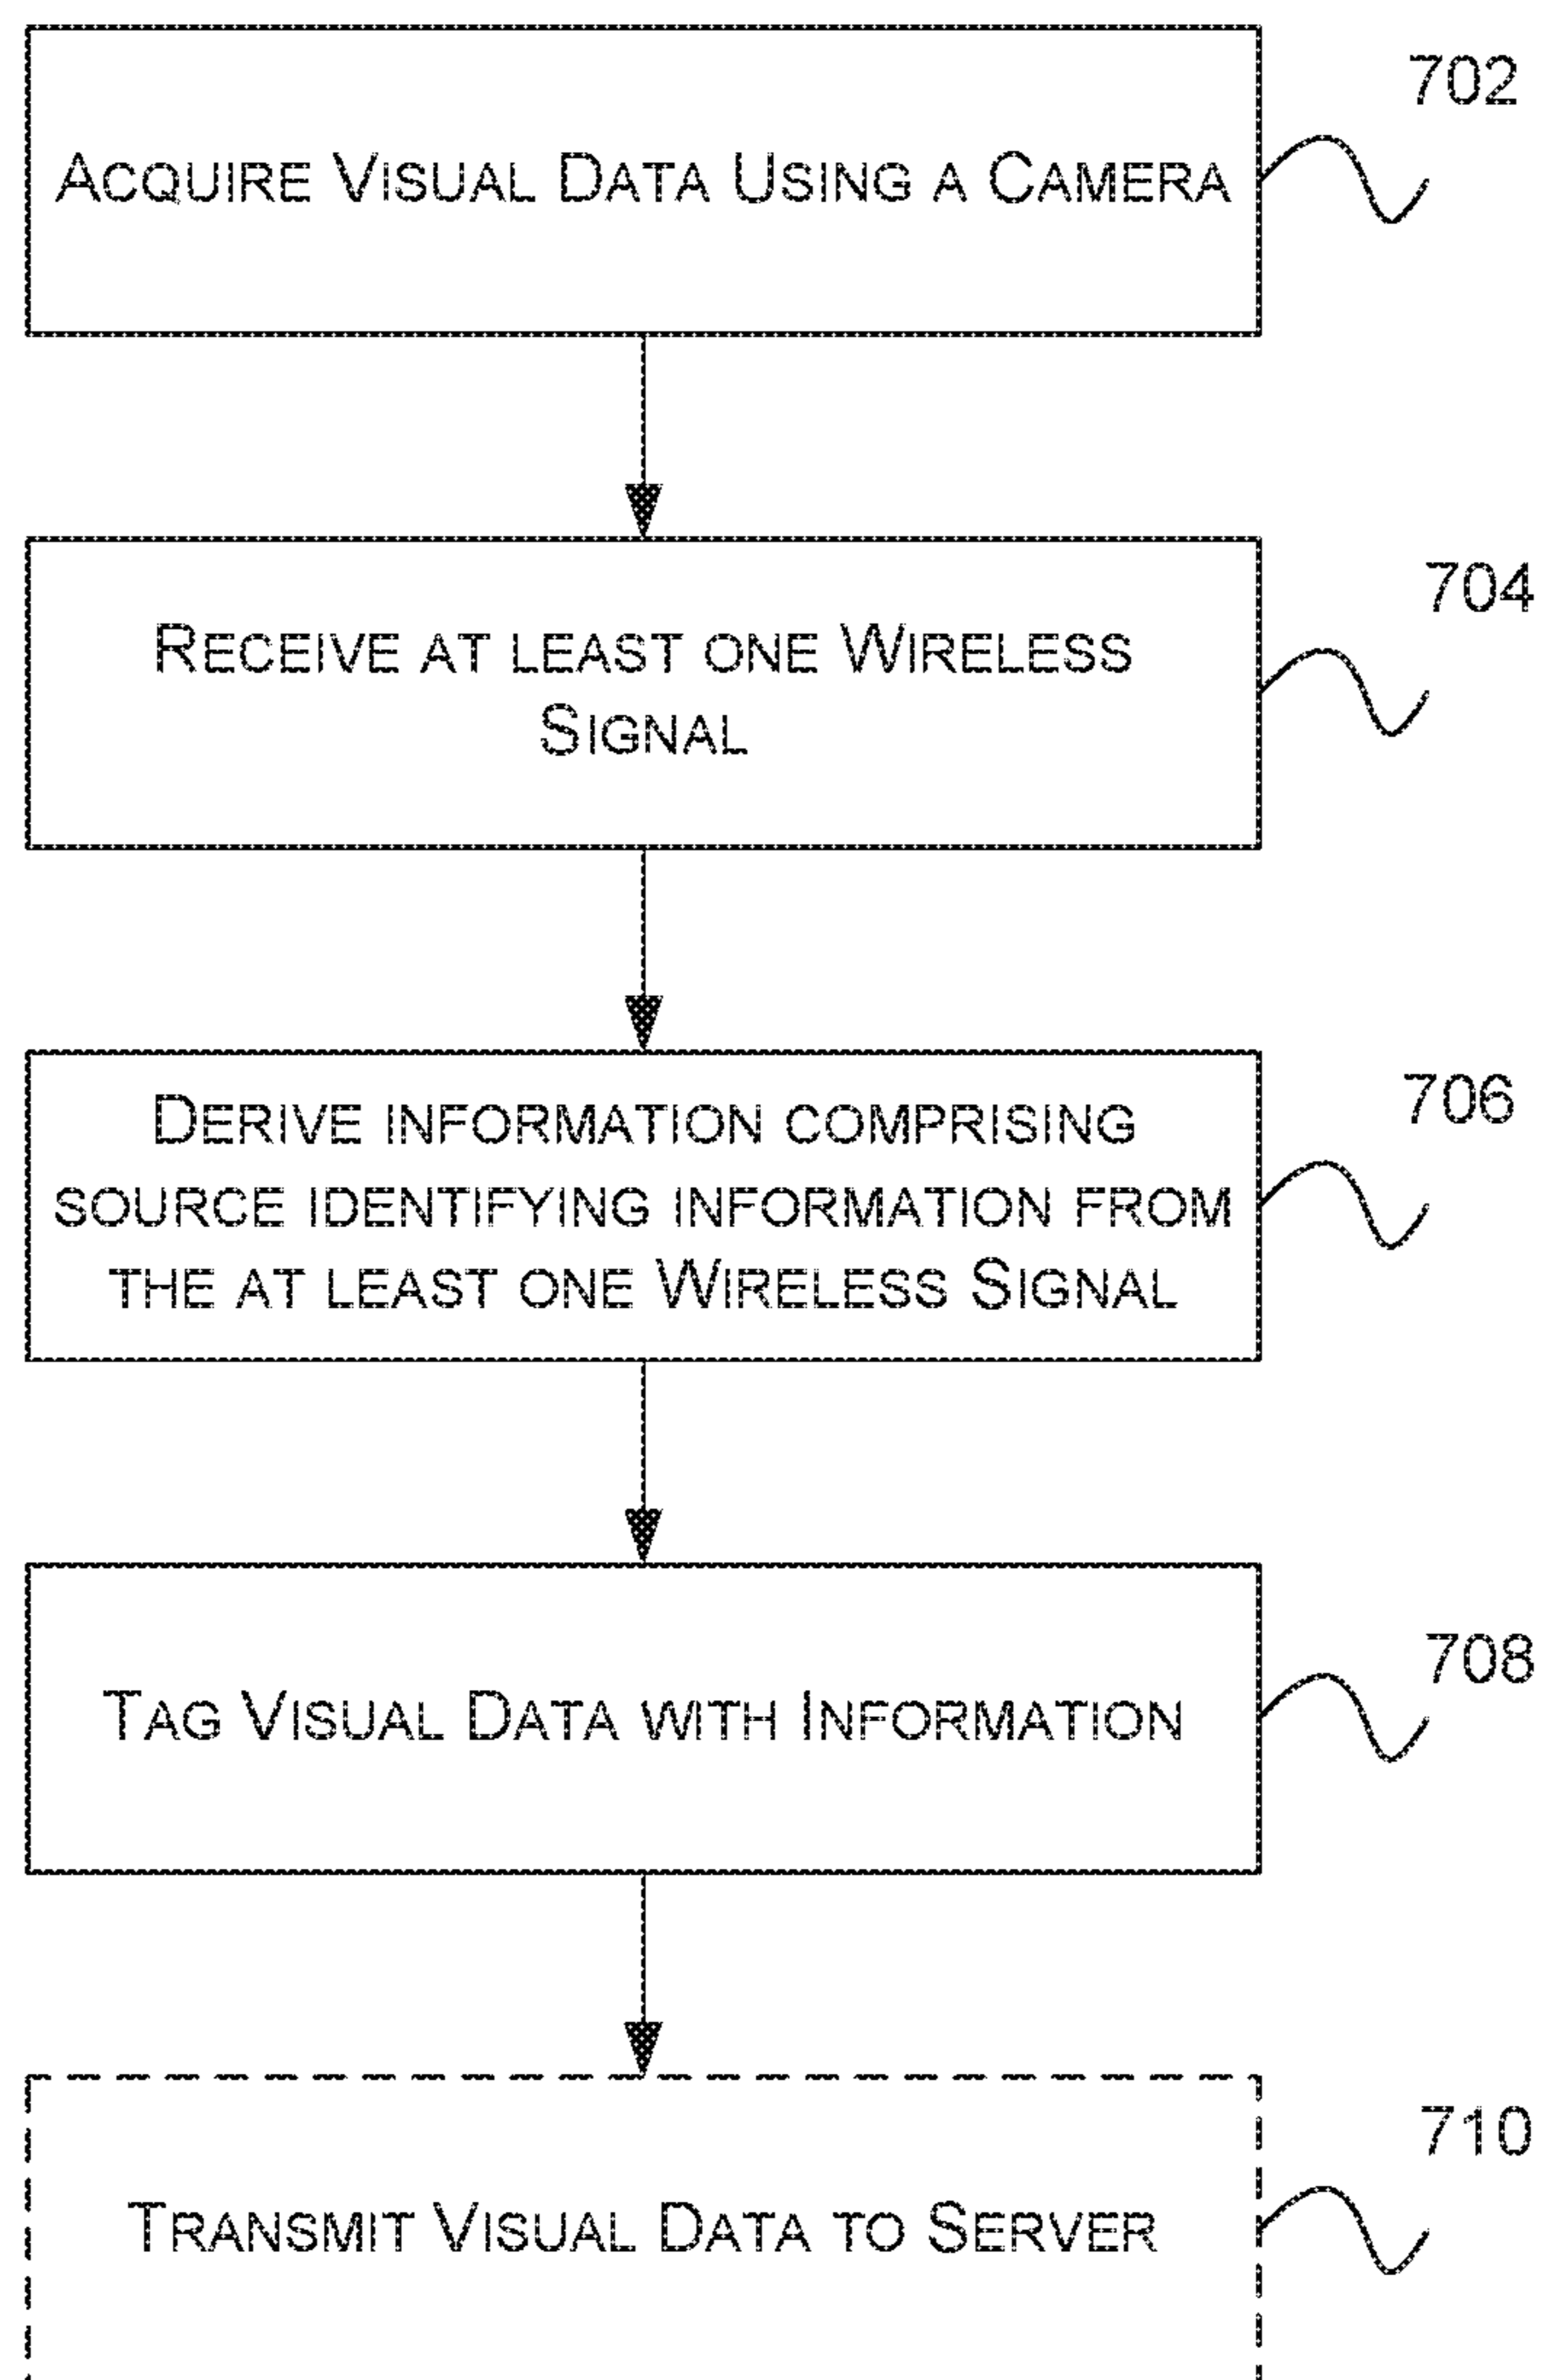 ACQUIRE VISUAL DATA USING A CAMERA
702
RECEIVE AT LEAST ONE WIRELESS
SIGNAL
704
DERIVE INFORMATION COMPRISING
SOURCE IDENTIFYING INFORMATION FROM
THE AT LEAST ONE WIRELESS SIGNAL
706
TAG VISUAL DATA WITH INFORMATION
708
TRANSMIT VISUAL DATA TO SERVER
710